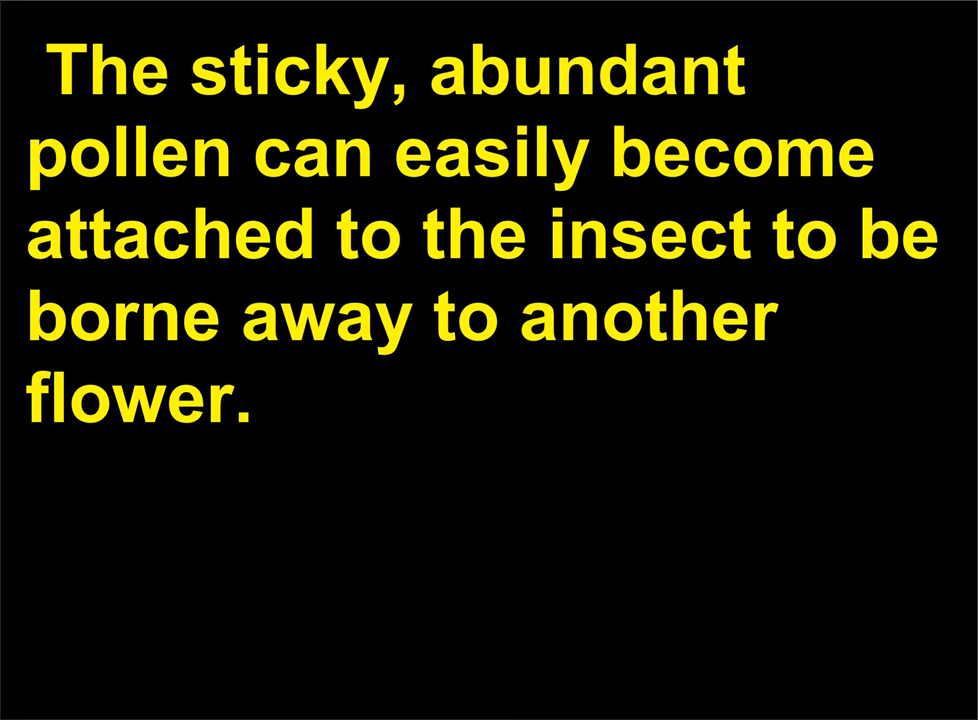 The sticky, abundant
pollen can easily become
attached to the insect to be
borne away to another
flower.